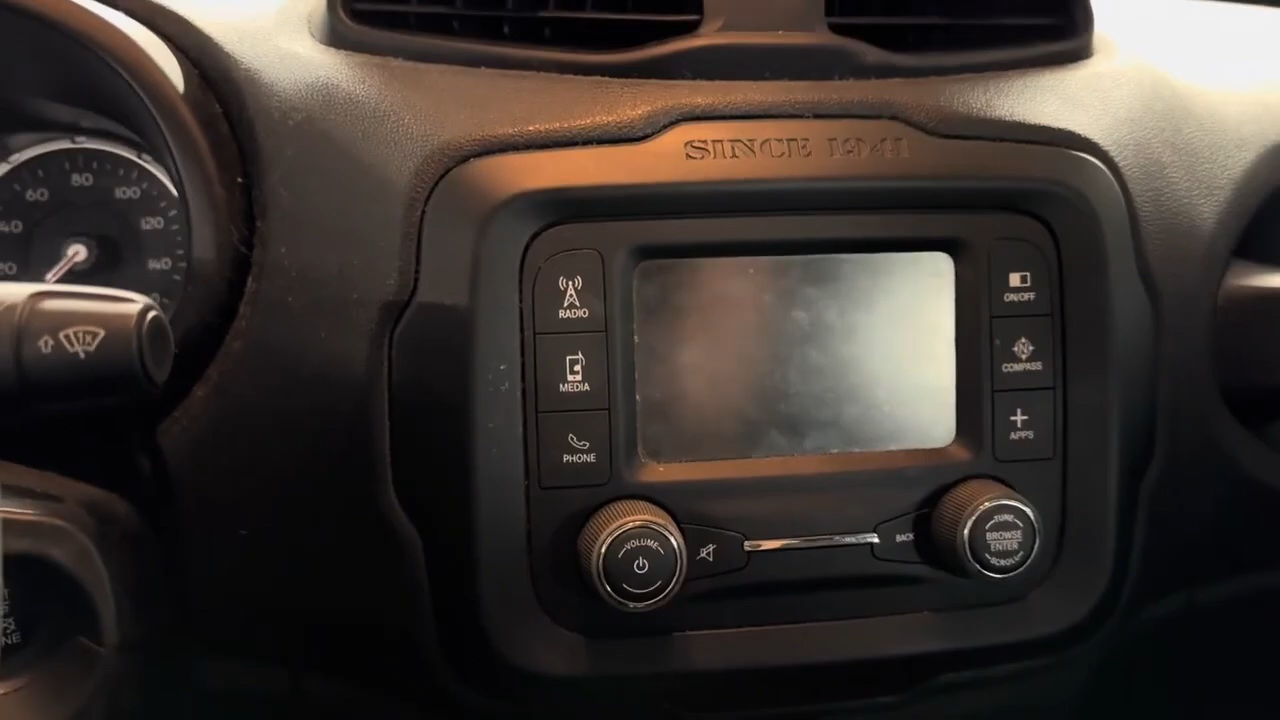 SINCE 1941
80
60
100
40
120
20
140
1x
RADIO
MEDIA
PHONE
ON/OFF
N
COMPASS
APPS
VOLUME
BACK
TUNE
BROWSE
ENTER
SCROLL